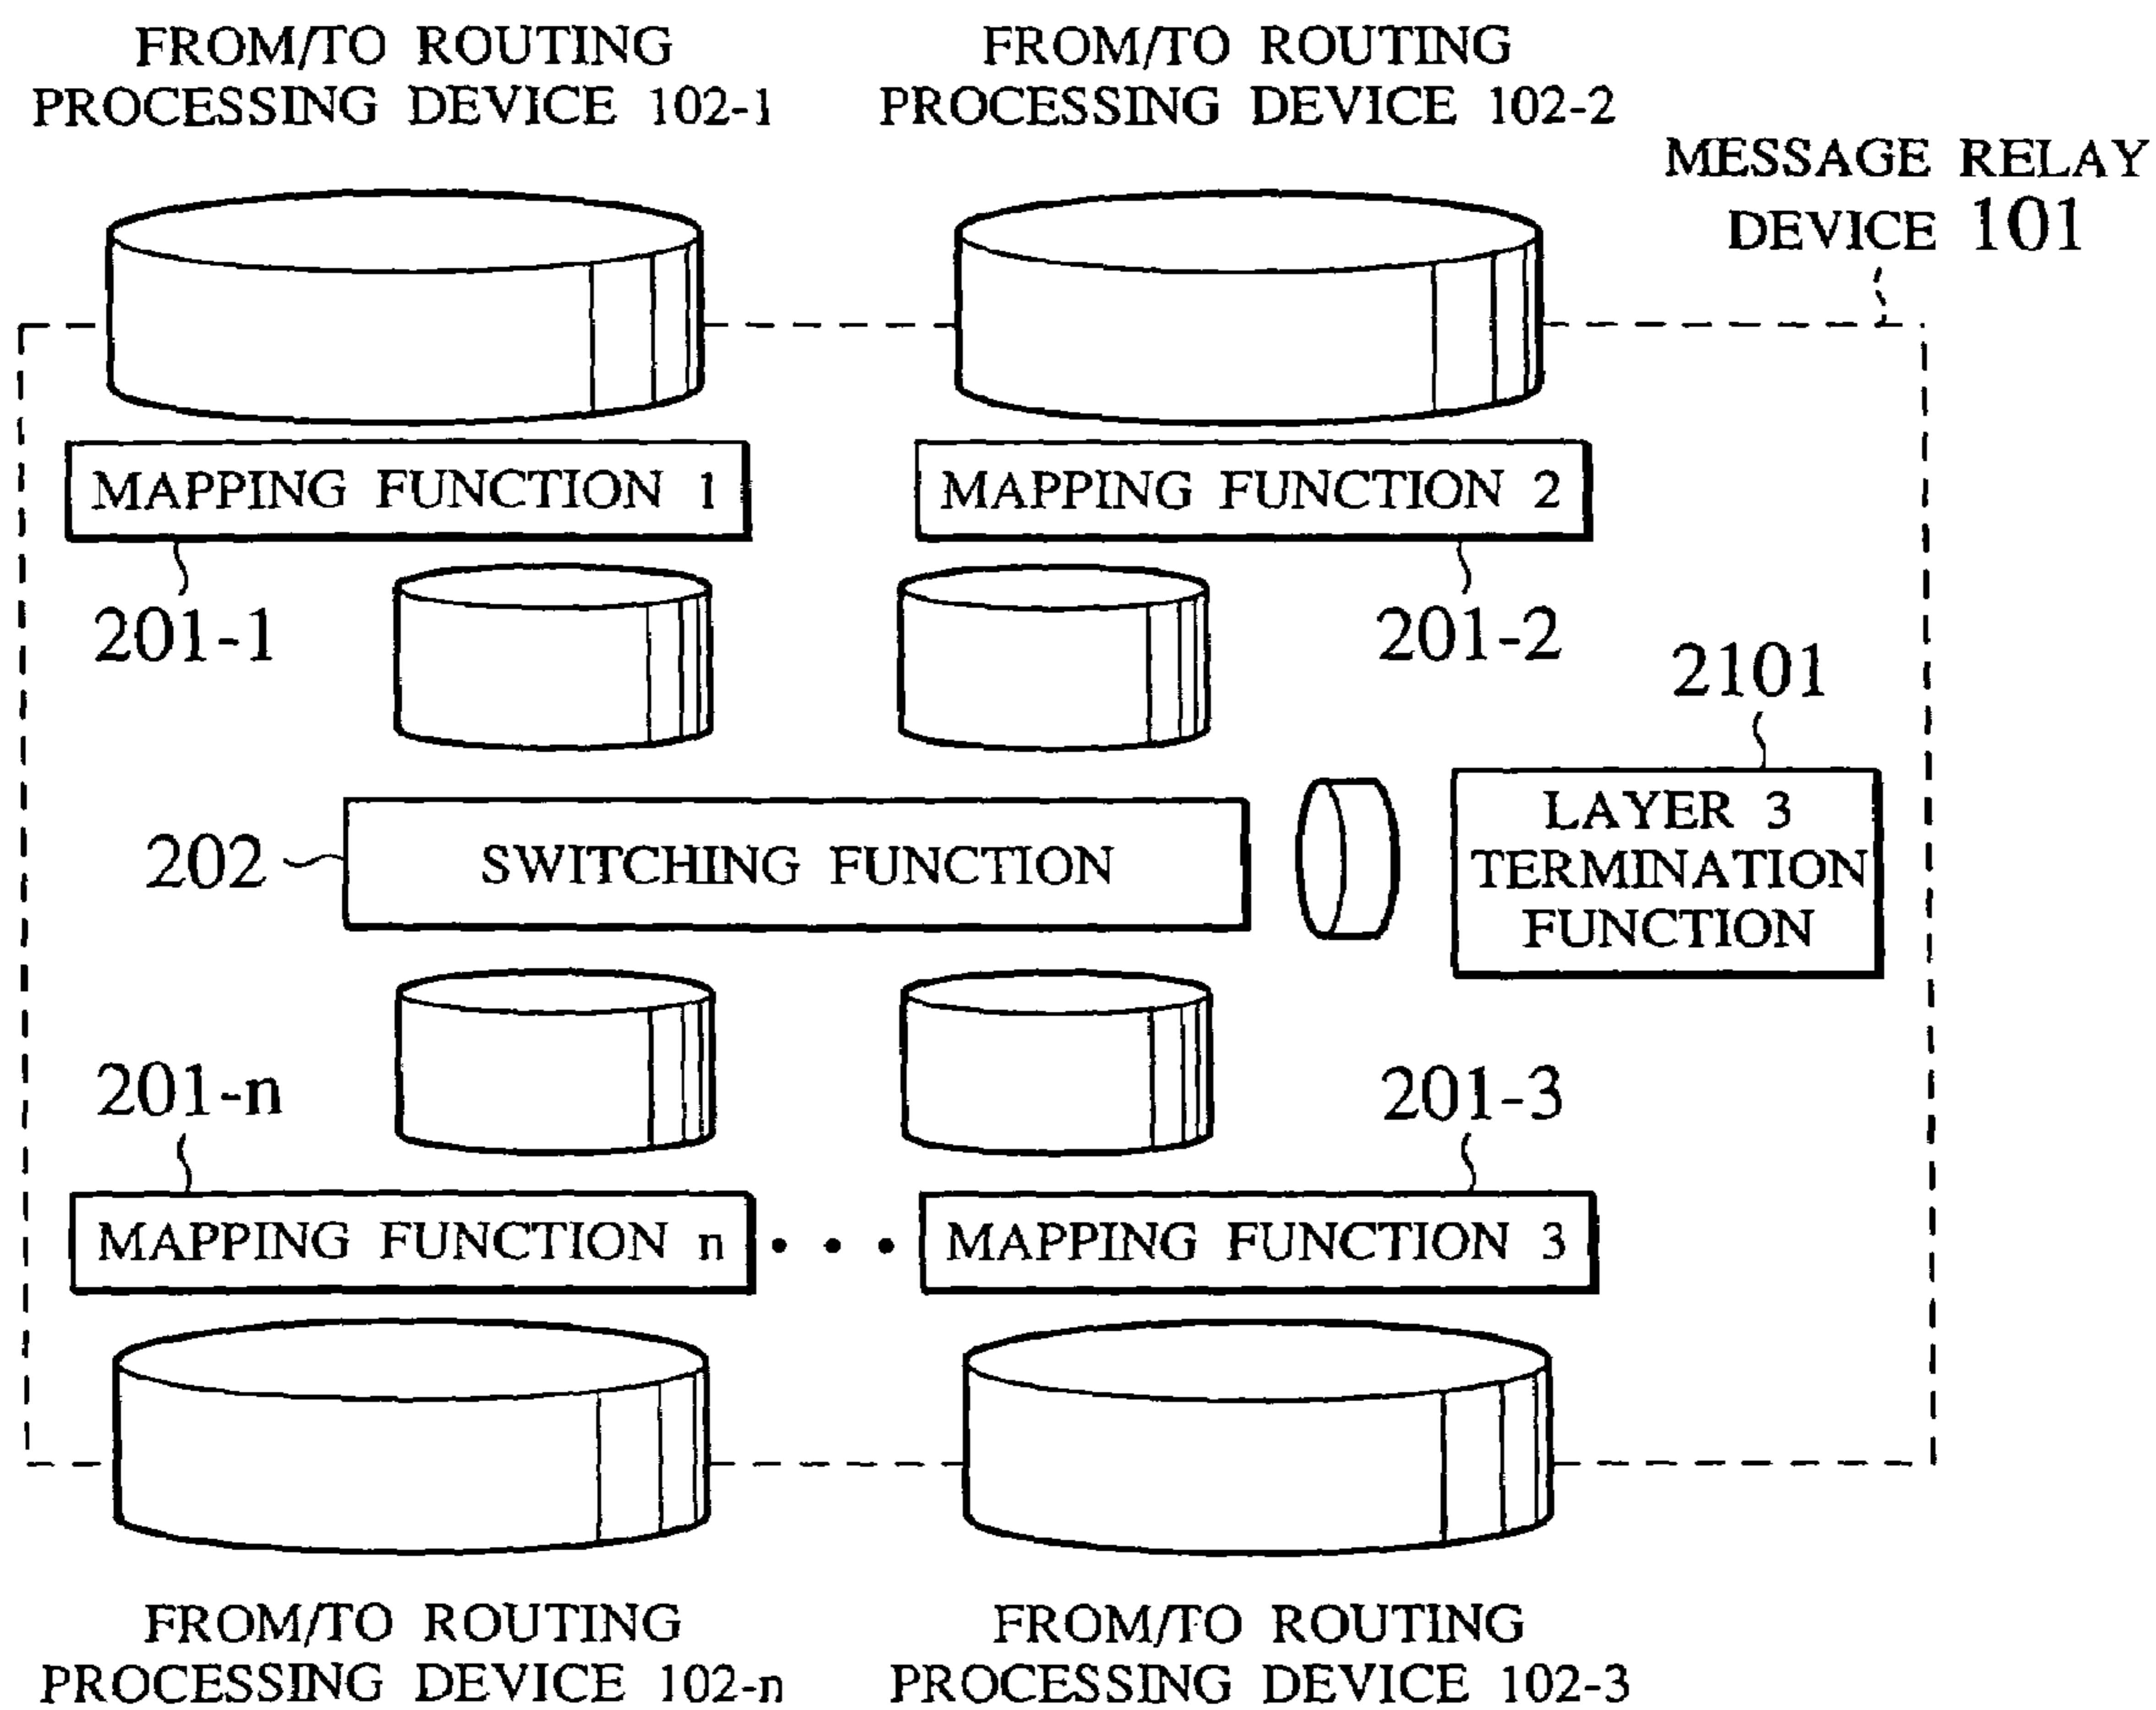 FROM/TO ROUTING
PROCESSING DEVICE 102-1
FROM/TO ROUTING
PROCESSING DEVICE 102-2
MESSAGE RELAY
DEVICE 101
MAPPING FUNCTION 1
MAPPING FUNCTION 2
201-1
201-2
2101
202
SWITCHING FUNCTION
LAYER 3
TERMINATION
FUNCTION
201-n
201-3
MAPPING FUNCTION n
• • •
MAPPING FUNCTION 3
FROM/TO ROUTING
PROCESSING DEVICE 102-n
FROM/TO ROUTING
PROCESSING DEVICE 102-3